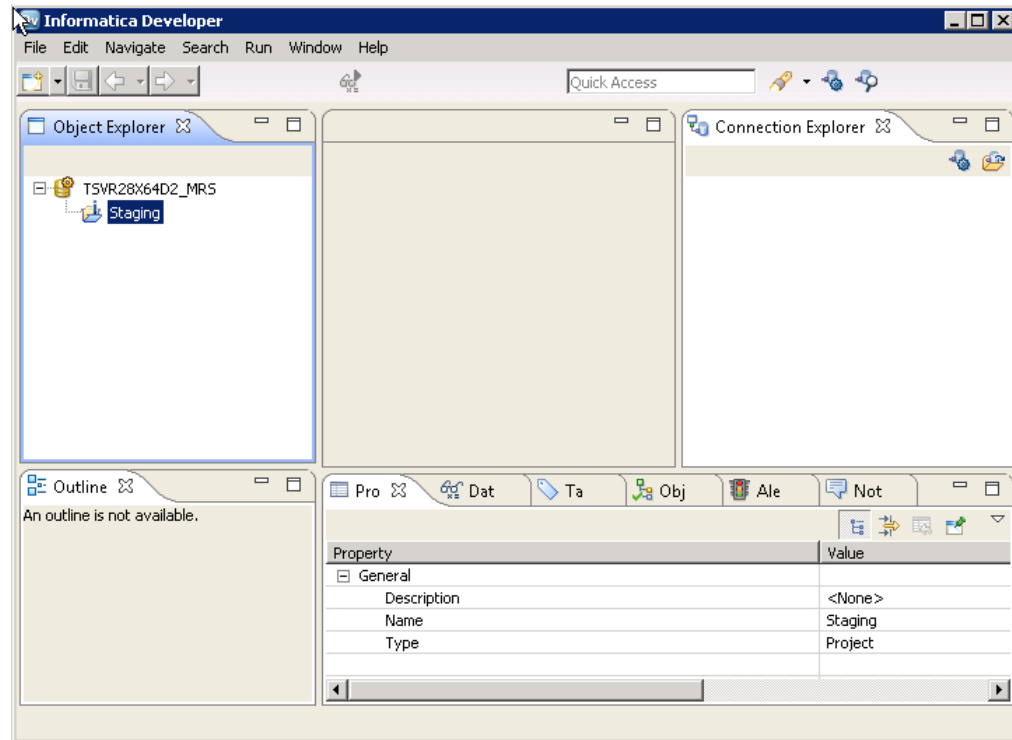 Informatica Developer
File Edit Navigate Search Run Window Help
Quick Access
Object Explorer
Connection Explorer
TSVR28X64D2_MRS
Staging
Outline
An outline is not available.
Pro Dat Ta Obj Ale Not
Property Value
General
Description <None>
Name Staging
Type Project